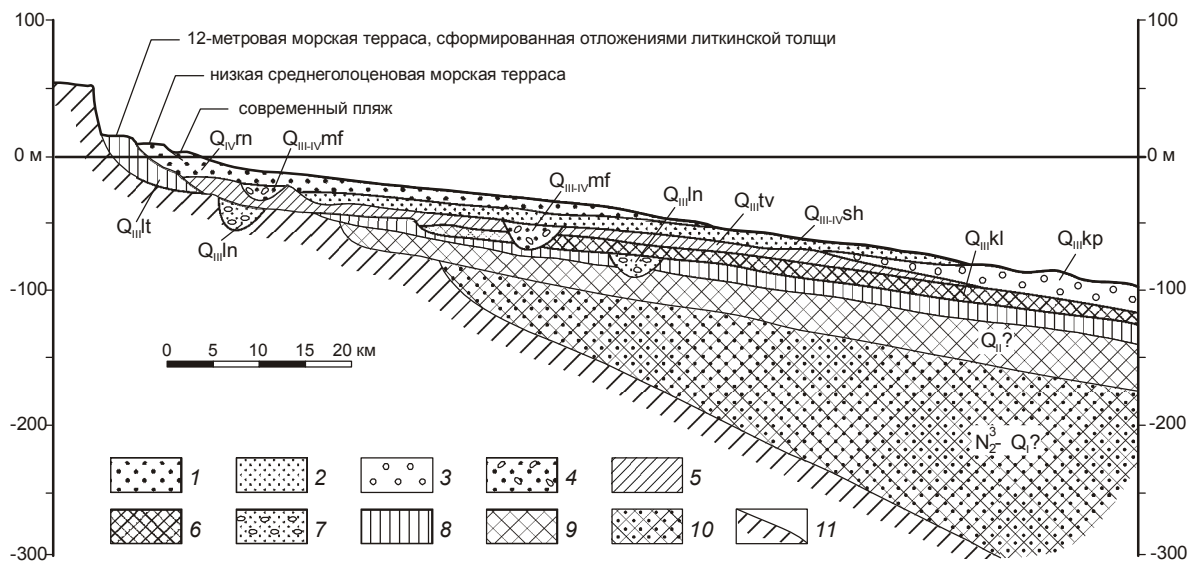 100
100
12-метровая морская терраса, сформированная отложениями литкинской толщи
низкая среднеголоценовая морская терраса
современный пляж
QIVrn
QIII-IVmf
0 м
0 м
QIII-IVmf
QIIIln
QIIItv
QIII-IVsh
QIIIkl
QIIIkp
QIIIlt
QIIIln
-100
-100
0 5 10 15 20 км
QII?
-200
-200
N32- QI?
1 2 3 4 5
6 7 8 9 10 11
-300
-300